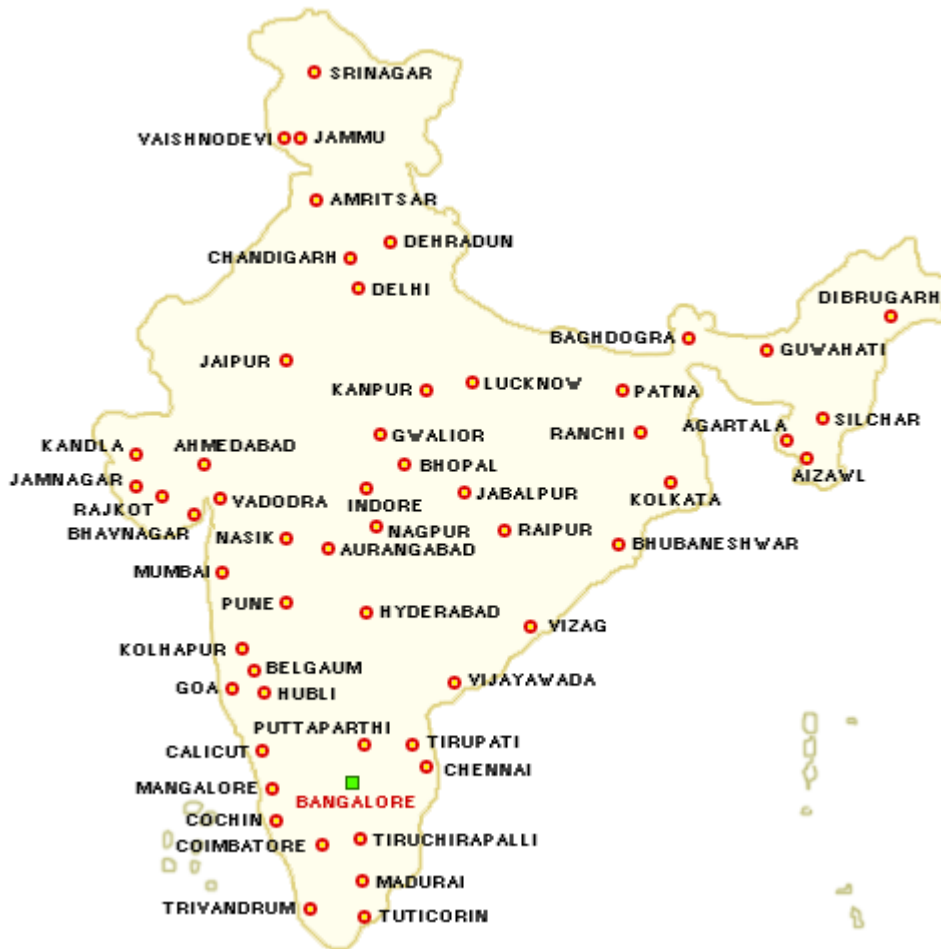 SRINAGAR
VAISHNODEVI
JAMMU
AMRITSAR
DEHRADUN
CHANDIGARH
DELHI
DIBRUGARH
BAGHDOGRA
GUWAHATI
JAIPUR
KANPUR
LUCKNOW
PATNA
SILCHAR
AGARTALA
GWALIOR
RANCHI
KANDLA
AHMEDABAD
BHOPAL
AIZAWL
JAMNAGAR
RAJKOT
VADODRA
INDORE
JABALPUR
KOLKATA
BHAVNAGAR
NASIK
NAGPUR
RAIPUR
AURANGABAD
BHUBANESHWAR
MUMBAI
PUNE
HYDERABAD
VIZAG
KOLHAPUR
BELGAUM
GOA
HUBLI
VIJAYAWADA
PUTTAPARTHI
CALICUT
TIRUPATI
CHENNAI
MANGALORE
BANGALORE
COCHIN
COIMBATORE
TIRUCHIRAPALLI
MADURAI
TRIVANDRUM
TUTICORIN